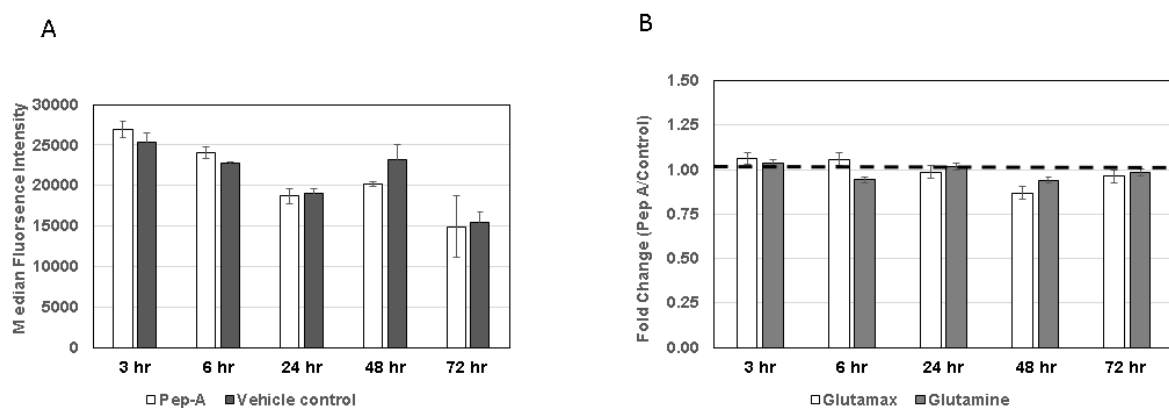 A
Median Fluorsence Intensity
30000
25000
20000
15000
10000
5000
0
3 hr 6 hr 24 hr 48 hr 72 hr
Pep-A Vehicle control
B
Fold Change (Pep A/Control)
1.50
1.25
1.00
0.75
0.50
0.25
0.00
3 hr 6 hr 24 hr 48 hr 72 hr
Glutamax Glutamine